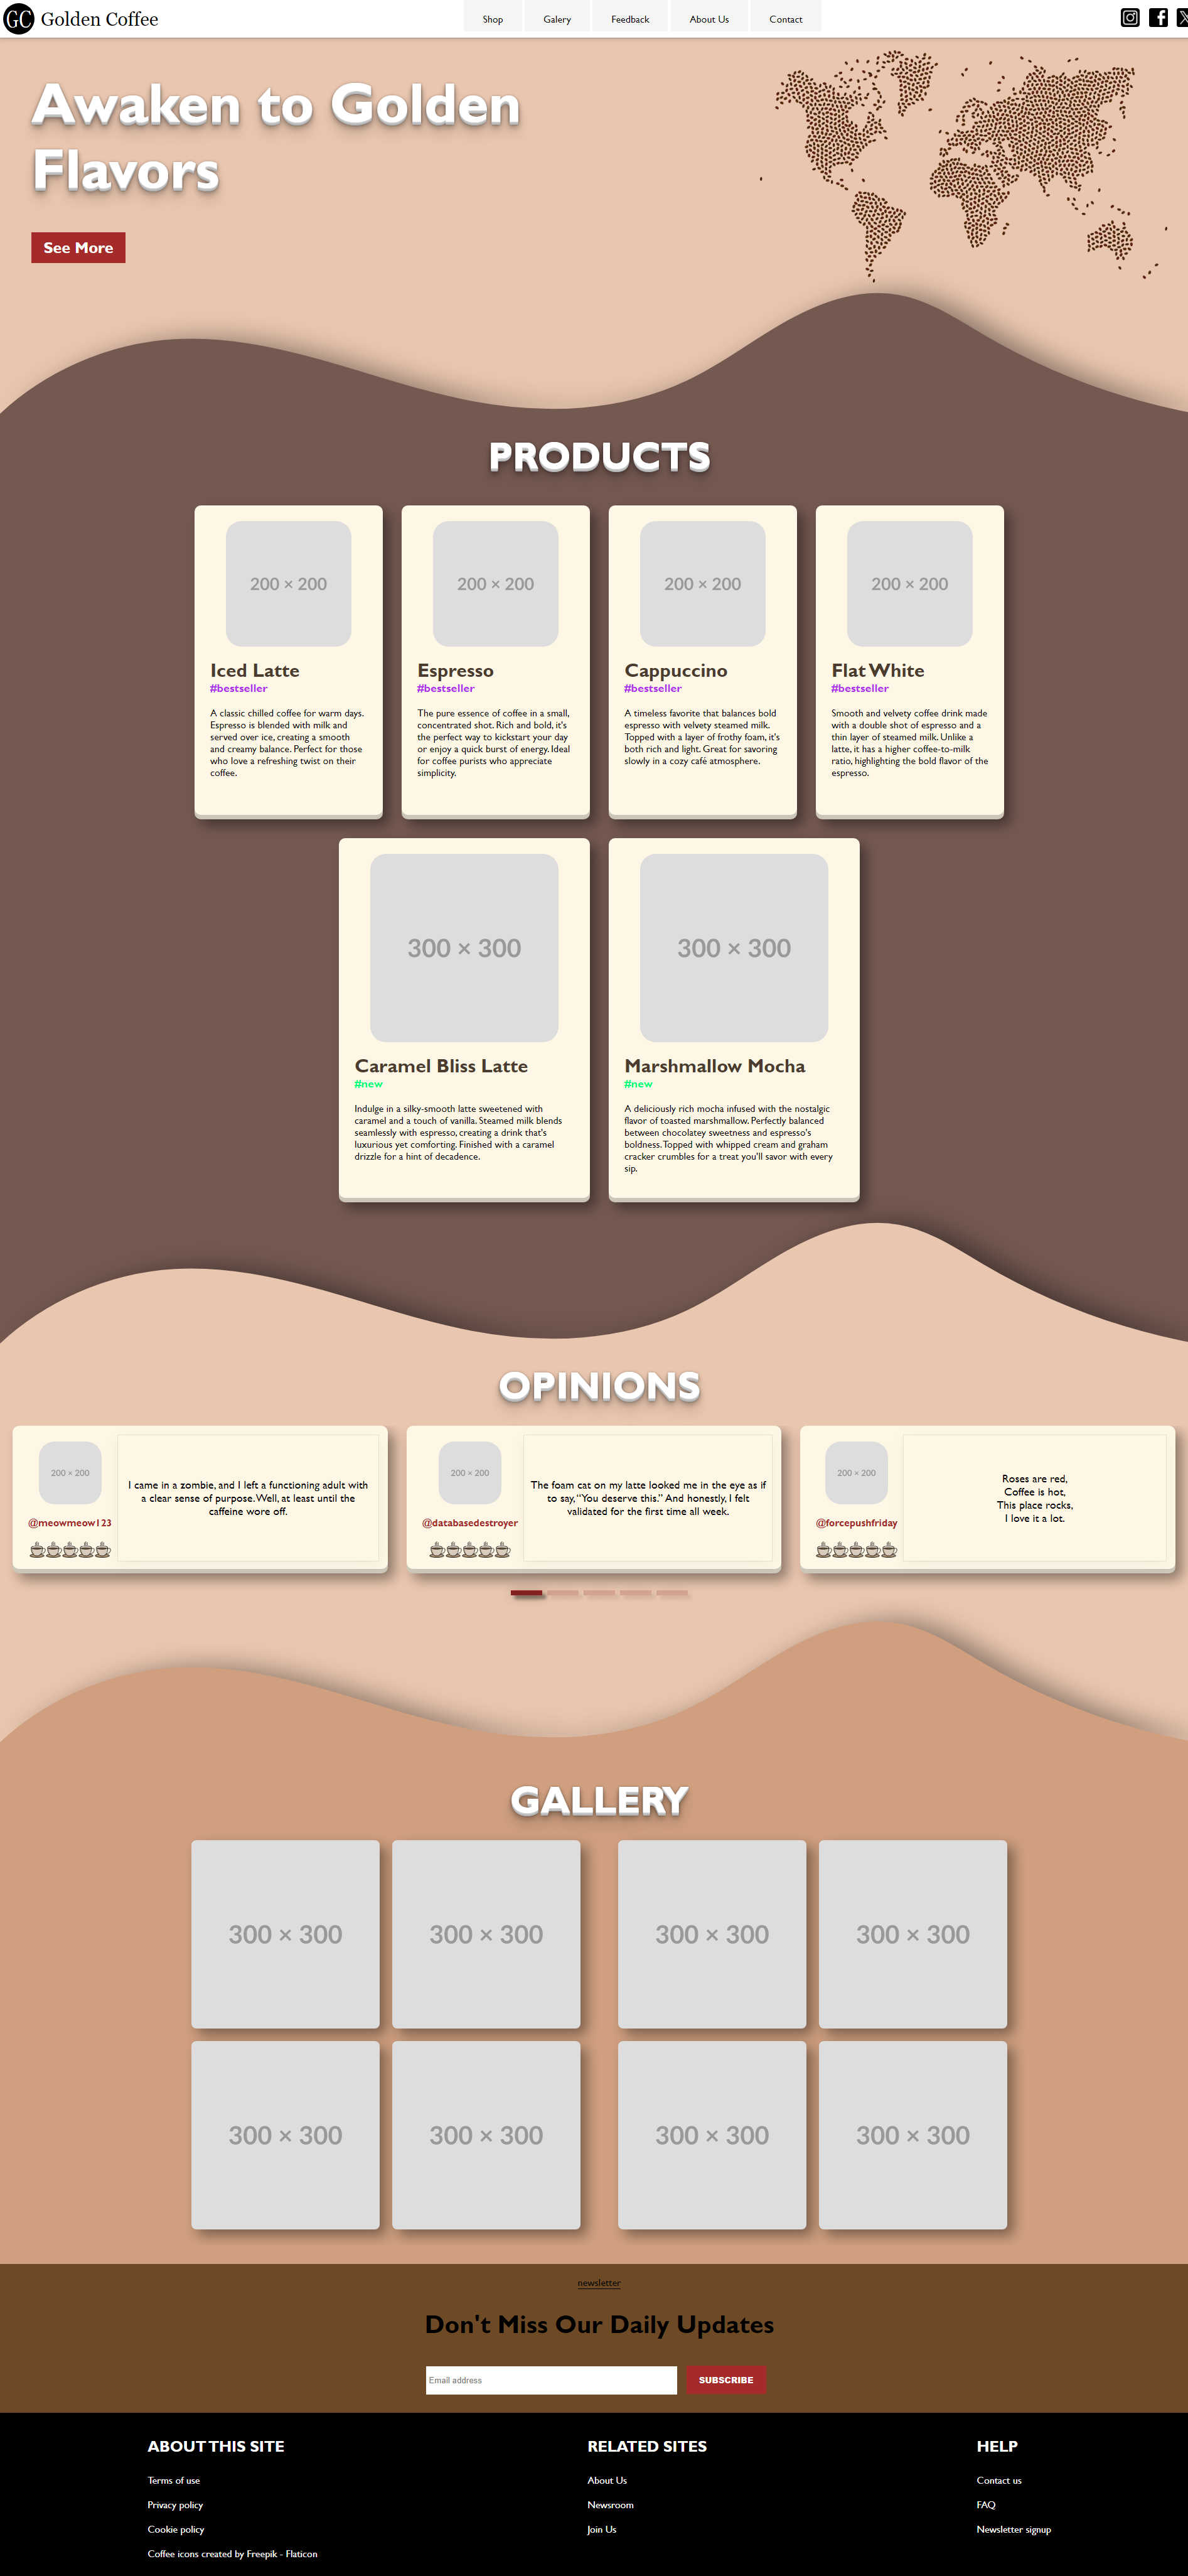 GC Golden Coffee
Shop
Galery
Feedback
About Us
Contact
Awaken to Golden
Flavors
See More
PRODUCTS
200 × 200
Iced Latte
#bestseller
A classic chilled coffee for warm days.
Espresso is blended with milk and
served over ice, creating a smooth
and creamy balance. Perfect for those
who love a refreshing twist on their
coffee.
200 × 200
Espresso
#bestseller
The pure essence of coffee in a small,
concentrated shot. Rich and bold, it's
the perfect way to kickstart your day
or enjoy a quick burst of energy. Ideal
for coffee purists who appreciate
simplicity.
200 × 200
Cappuccino
#bestseller
A timeless favorite that balances bold
espresso with velvety steamed milk.
Topped with a layer of frothy foam, it's
both rich and light. Great for savoring
slowly in a cozy café atmosphere.
200 × 200
Flat White
#bestseller
Smooth and velvety coffee drink made
with a double shot of espresso and a
thin layer of steamed milk. Unlike a
latte, it has a higher coffee-to-milk
ratio, highlighting the bold flavor of the
espresso.
300 × 300
Caramel Bliss Latte
#new
Indulge in a silky-smooth latte sweetened with
caramel and a touch of vanilla. Steamed milk blends
seamlessly with espresso, creating a drink that's
luxurious yet comforting. Finished with a caramel
drizzle for a hint of decadence.
300 × 300
Marshmallow Mocha
#new
A deliciously rich mocha infused with the nostalgic
flavor of toasted marshmallow. Perfectly balanced
between chocolatey sweetness and espresso's
boldness. Topped with whipped cream and graham
cracker crumbles for a treat you'll savor with every
sip.
OPINIONS
200 × 200
@meowmeow123
I came in a zombie, and I left a functioning adult with
a clear sense of purpose. Well, at least until the
caffeine wore off.
200 × 200
@databasedestroyer
The foam cat on my latte looked me in the eye as if
to say, “You deserve this.” And honestly, I felt
validated for the first time all week.
200 × 200
@forcepushfriday
Roses are red,
Coffee is hot,
This place rocks,
I love it a lot.
GALLERY
300 × 300
300 × 300
300 × 300
300 × 300
300 × 300
300 × 300
300 × 300
300 × 300
newsletter
Don't Miss Our Daily Updates
Email address
SUBSCRIBE
ABOUT THIS SITE
Terms of use
Privacy policy
Cookie policy
Coffee icons created by Freepik - Flaticon
RELATED SITES
About Us
Newsroom
Join Us
HELP
Contact us
FAQ
Newsletter signup